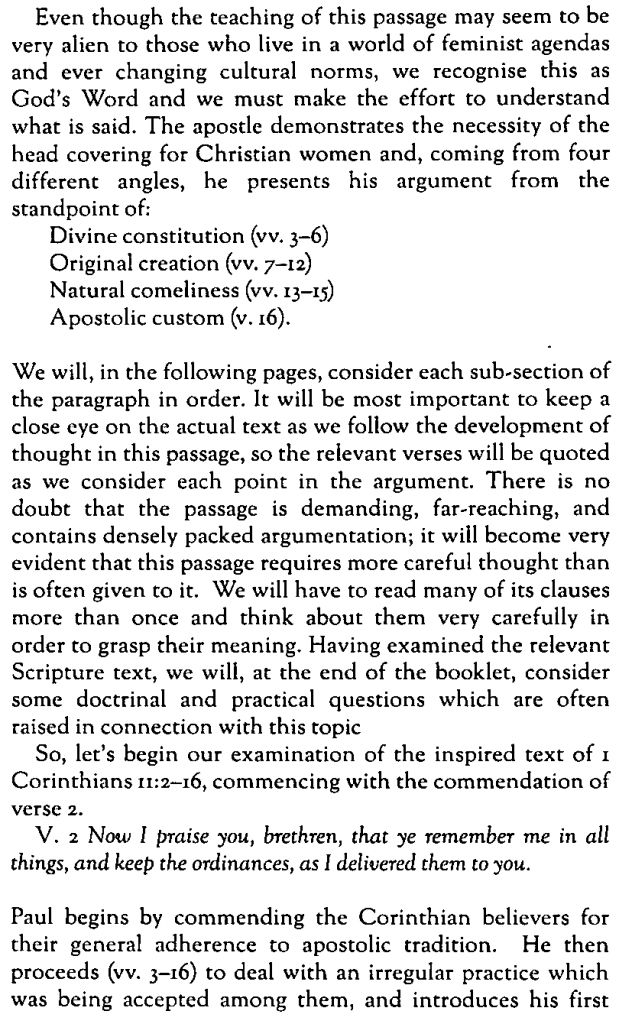 Even though the teaching of this passage may seem to be
very alien to those who live in a world of feminist agendas
and ever changing cultural norms, we recognise this as
God's Word and we must make the effort to understand
what is said. The apostle demonstrates the necessity of the
head covering for Christian women and, coming from four
different angles, he presents his argument from the
standpoint of:
Divine constitution (vv. 3–6)
Original creation (vv. 7–12)
Natural comeliness (vv. 13–15)
Apostolic custom (v. 16).
We will, in the following pages, consider each sub-section of
the paragraph in order. It will be most important to keep a
close eye on the actual text as we follow the development of
thought in this passage, so the relevant verses will be quoted
as we consider each point in the argument. There is no
doubt that the passage is demanding, far-reaching, and
contains densely packed argumentation; it will become very
evident that this passage requires more careful thought than
is often given to it. We will have to read many of its clauses
more than once and think about them very carefully in
order to grasp their meaning. Having examined the relevant
Scripture text, we will, at the end of the booklet, consider
some doctrinal and practical questions which are often
raised in connection with this topic
So, let's begin our examination of the inspired text of 1
Corinthians 11:2–16, commencing with the commendation of
verse 2.
V. 2 Now I praise you, brethren, that ye remember me in all
things, and keep the ordinances, as I delivered them to you.
Paul begins by commending the Corinthian believers for
their general adherence to apostolic tradition. He then
proceeds (vv. 3–16) to deal with an irregular practice which
was being accepted among them, and introduces his first